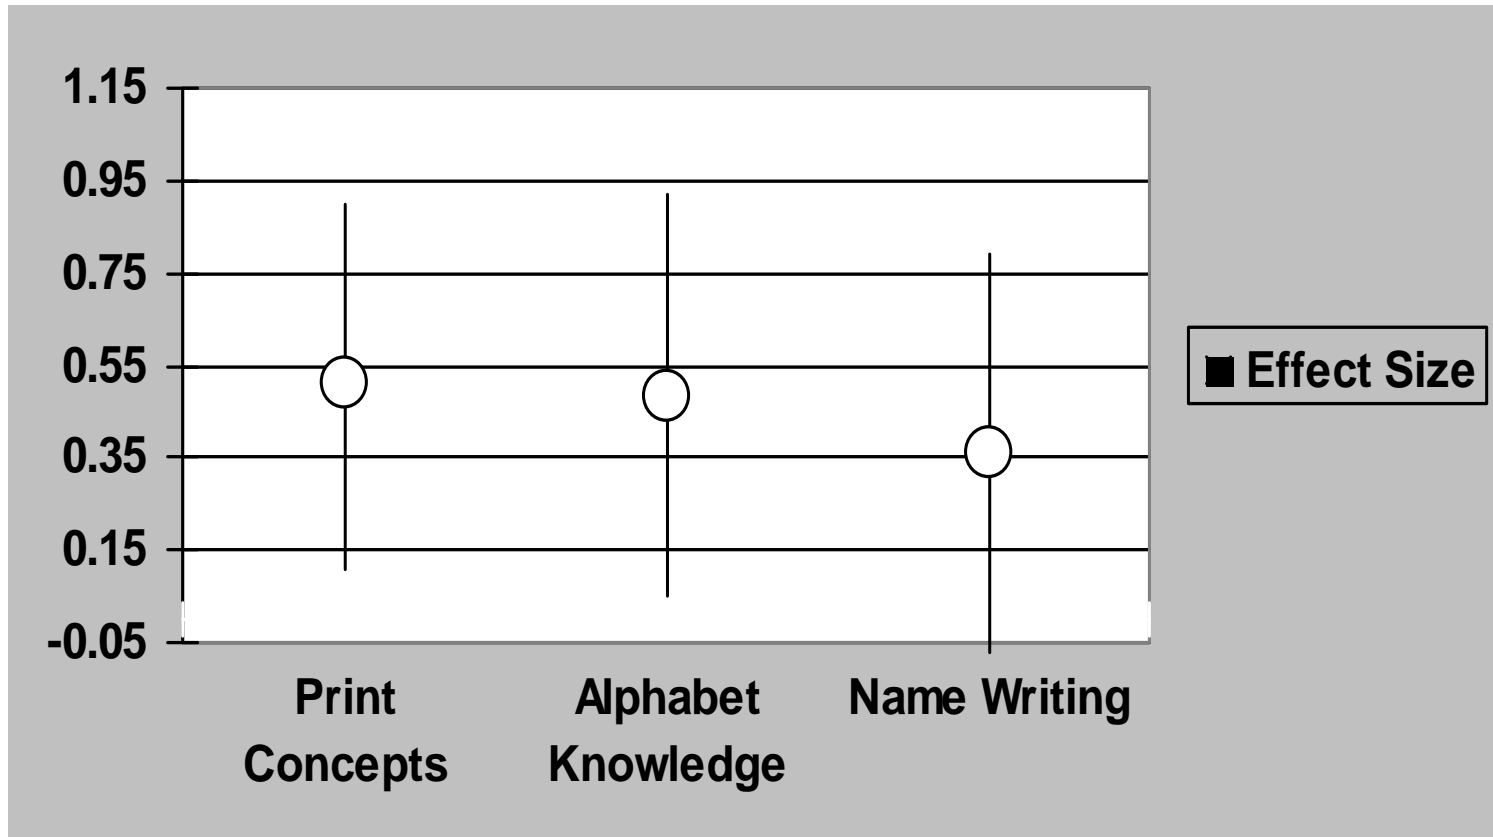 1.15
0.95
0.75
0.55
0.35
0.15
-0.05
Print
Concepts
Alphabet
Knowledge
Name Writing
Effect Size